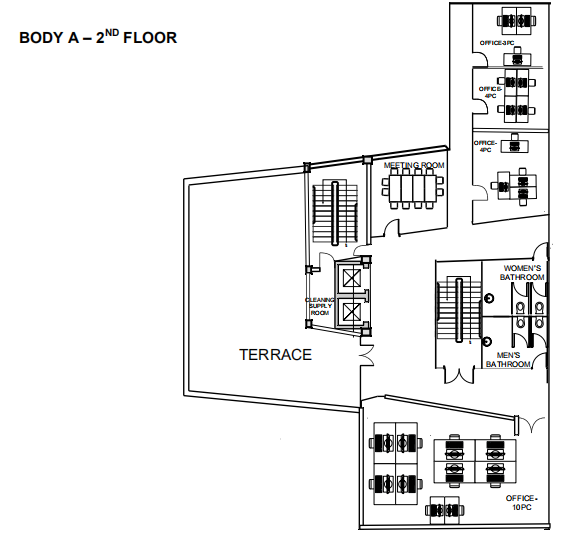 BODY A – 2ND FLOOR
OFFICE-3PC
OFFICE-
4PC
OFFICE-
4PC
MEETING ROOM
WOMEN"S
BATHROOM
CLEANING
SUPPLY
ROOM
TERRACE
MEN'S
BATHROOM
OFFICE-
10PC